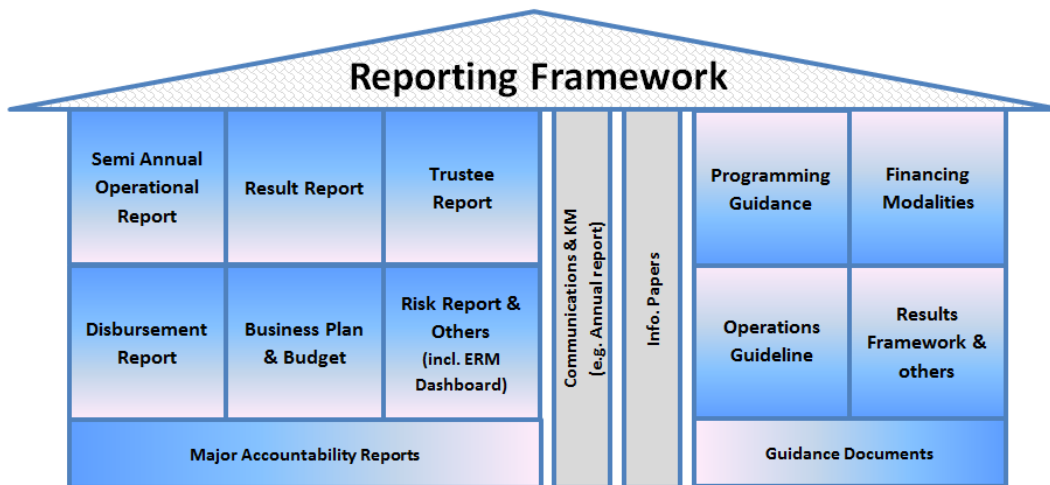 Reporting Framework
Semi Annual
Operational
Report
Result Report
Trustee
Report
Disbursement
Report
Business Plan
& Budget
Risk Report &
Others
(incl. ERM
Dashboard)
Major Accountability Reports
Communications & KM
(e.g. Annual report)
Info. Papers
Programming
Guidance
Financing
Modalities
Operations
Guideline
Results
Framework &
others
Guidance Documents